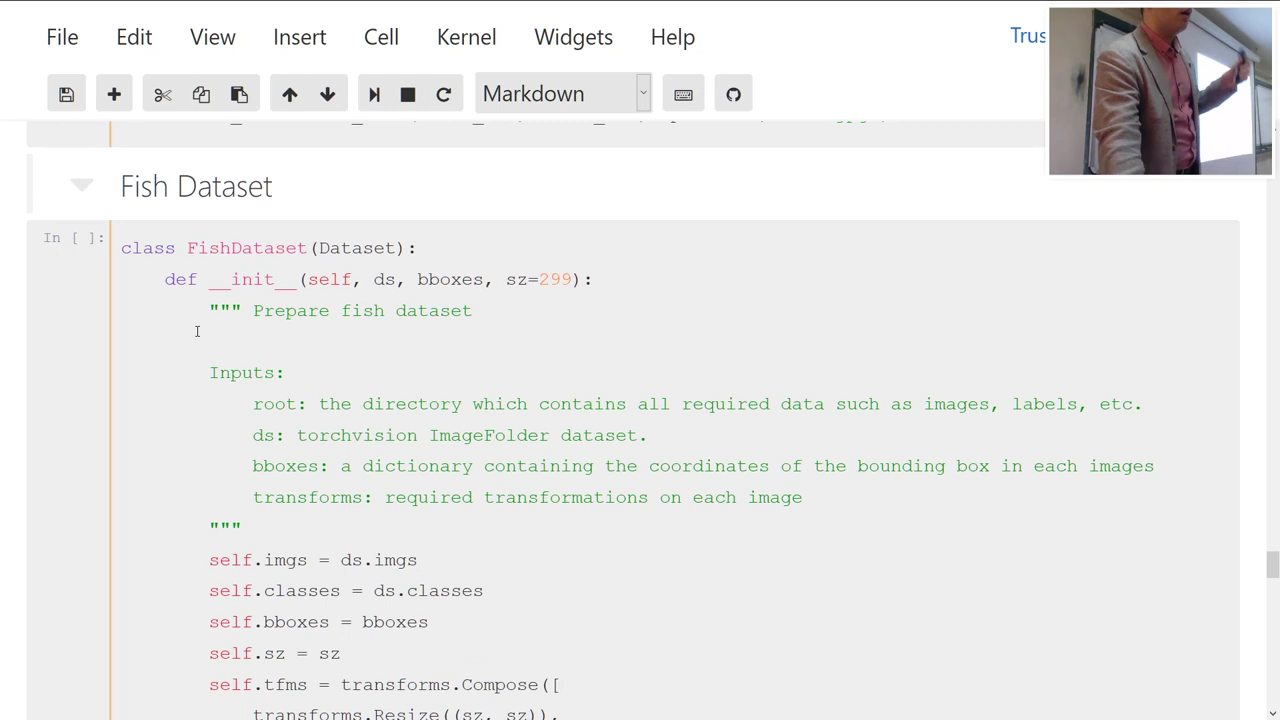 File Edit View Insert Cell Kernel Widgets Help Trus
Markdown
Fish Dataset
In [ ]:
class FishDataset(Dataset):
def __init__(self, ds, bboxes, sz=299):
""" Prepare fish dataset
Inputs:
root: the directory which contains all required data such as images, labels, etc.
ds: torchvision ImageFolder dataset.
bboxes: a dictionary containing the coordinates of the bounding box in each images
transforms: required transformations on each image
"""
self.imgs = ds.imgs
self.classes = ds.classes
self.bboxes = bboxes
self.sz = sz
self.tfms = transforms.Compose([
transforms.Resize((sz, sz)),